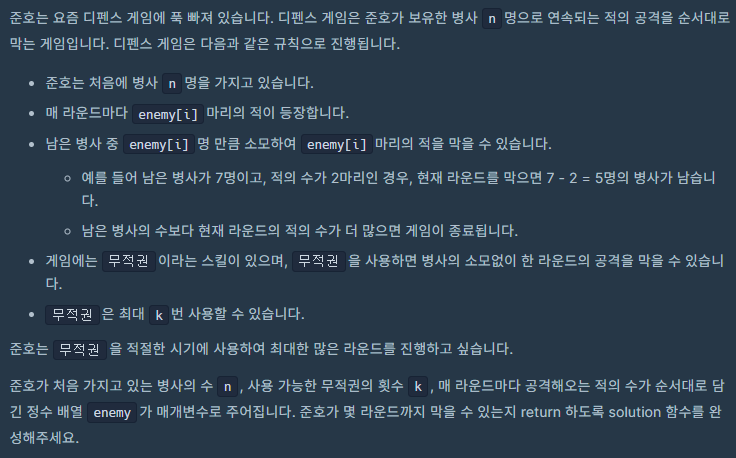 준호는 요즘 디펜스 게임에 푹 빠져 있습니다. 디펜스 게임은 준호가 보유한 병사 n 명으로 연속되는 적의 공격을 순서대로
막는 게임입니다. 디펜스 게임은 다음과 같은 규칙으로 진행됩니다.
• 준호는 처음에 병사 n 명을 가지고 있습니다.
• 매 라운드마다 enemy[i] 마리의 적이 등장합니다.
• 남은 병사 중 enemy[i] 명 만큼 소모하여 enemy[i] 마리의 적을 막을 수 있습니다.
◦ 예를 들어 남은 병사가 7명이고, 적의 수가 2마리인 경우, 현재 라운드를 막으면 7 - 2 = 5명의 병사가 남습니
다.
◦ 남은 병사의 수보다 현재 라운드의 적의 수가 더 많으면 게임이 종료됩니다.
• 게임에는 무적권 이라는 스킬이 있으며, 무적권 을 사용하면 병사의 소모없이 한 라운드의 공격을 막을 수 있습니
다.
• 무적권 은 최대 k 번 사용할 수 있습니다.
준호는 무적권 을 적절한 시기에 사용하여 최대한 많은 라운드를 진행하고 싶습니다.
준호가 처음 가지고 있는 병사의 수 n , 사용 가능한 무적권의 횟수 k , 매 라운드마다 공격해오는 적의 수가 순서대로 담
긴 정수 배열 enemy 가 매개변수로 주어집니다. 준호가 몇 라운드까지 막을 수 있는지 return 하도록 solution 함수를 완
성해주세요.